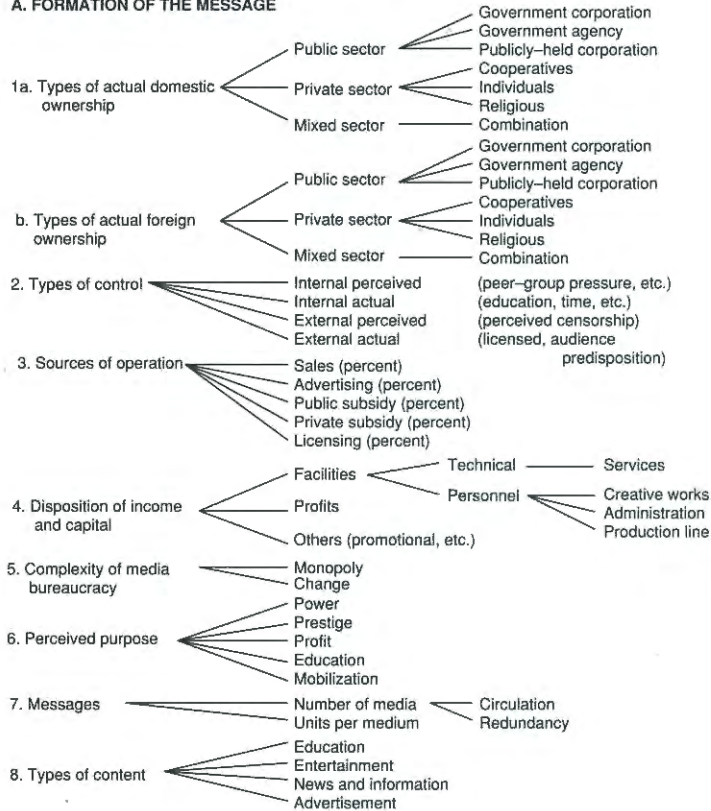 A. FORMATION OF THE MESSAGE
1a. Types of actual domestic
ownership
Public sector
Government corporation
Government agency
Publicly–held corporation
Private sector
Cooperatives
Individuals
Religious
Mixed sector
Combination
b. Types of actual foreign
ownership
Public sector
Government corporation
Government agency
Publicly–held corporation
Private sector
Cooperatives
Individuals
Religious
Mixed sector
Combination
2. Types of control
Internal perceived (peer–group pressure, etc.)
Internal actual (education, time, etc.)
External perceived (perceived censorship)
External actual (licensed, audience
predisposition)
3. Sources of operation
Sales (percent)
Advertising (percent)
Public subsidy (percent)
Private subsidy (percent)
Licensing (percent)
4. Disposition of income
and capital
Facilities
Technical
Services
Personnel
Creative works
Administration
Production line
Profits
Others (promotional, etc.)
5. Complexity of media
bureaucracy
Monopoly
Change
6. Perceived purpose
Power
Prestige
Profit
Education
Mobilization
7. Messages
Number of media
Circulation
Redundancy
Units per medium
8. Types of content
Education
Entertainment
News and information
Advertisement